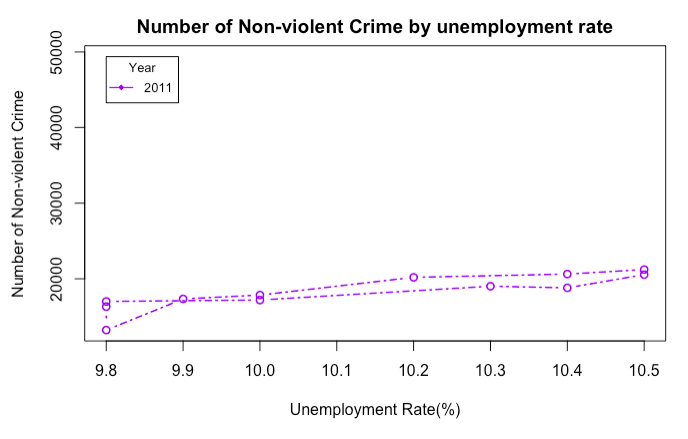 Number of Non-violent Crime by unemployment rate
Number of Non-violent Crime
50000
40000
30000
20000
Year
2011
9.8 9.9 10.0 10.1 10.2 10.3 10.4 10.5
Unemployment Rate(%)